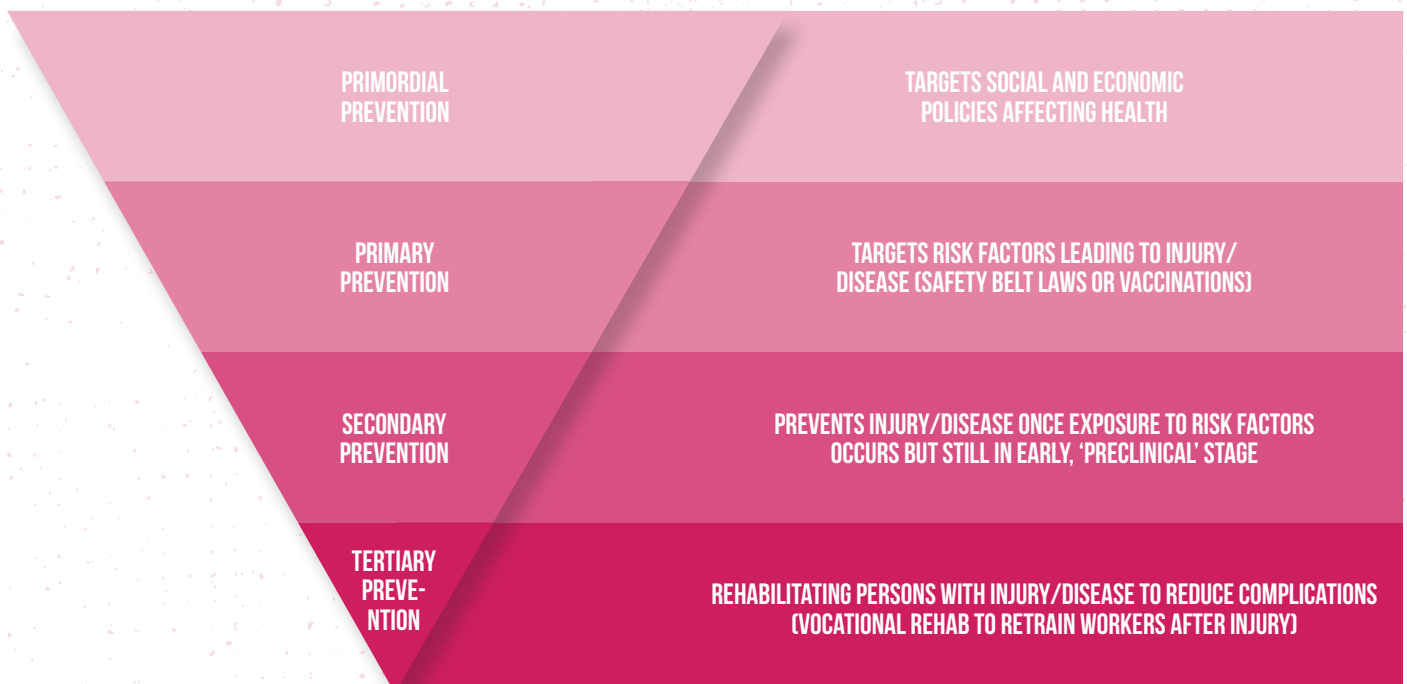 PRIMORDIAL
PREVENTION
TARGETS SOCIAL AND ECONOMIC
POLICIES AFFECTING HEALTH
PRIMARY
PREVENTION
TARGETS RISK FACTORS LEADING TO INJURY/
DISEASE (SAFETY BELT LAWS OR VACCINATIONS)
SECONDARY
PREVENTION
PREVENTS INJURY/DISEASE ONCE EXPOSURE TO RISK FACTORS
OCCURS BUT STILL IN EARLY, ‘PRECLINICAL’ STAGE
TERTIARY
PREVE-
NTION
REHABILITATING PERSONS WITH INJURY/DISEASE TO REDUCE COMPLICATIONS
(VOCATIONAL REHAB TO RETRAIN WORKERS AFTER INJURY)